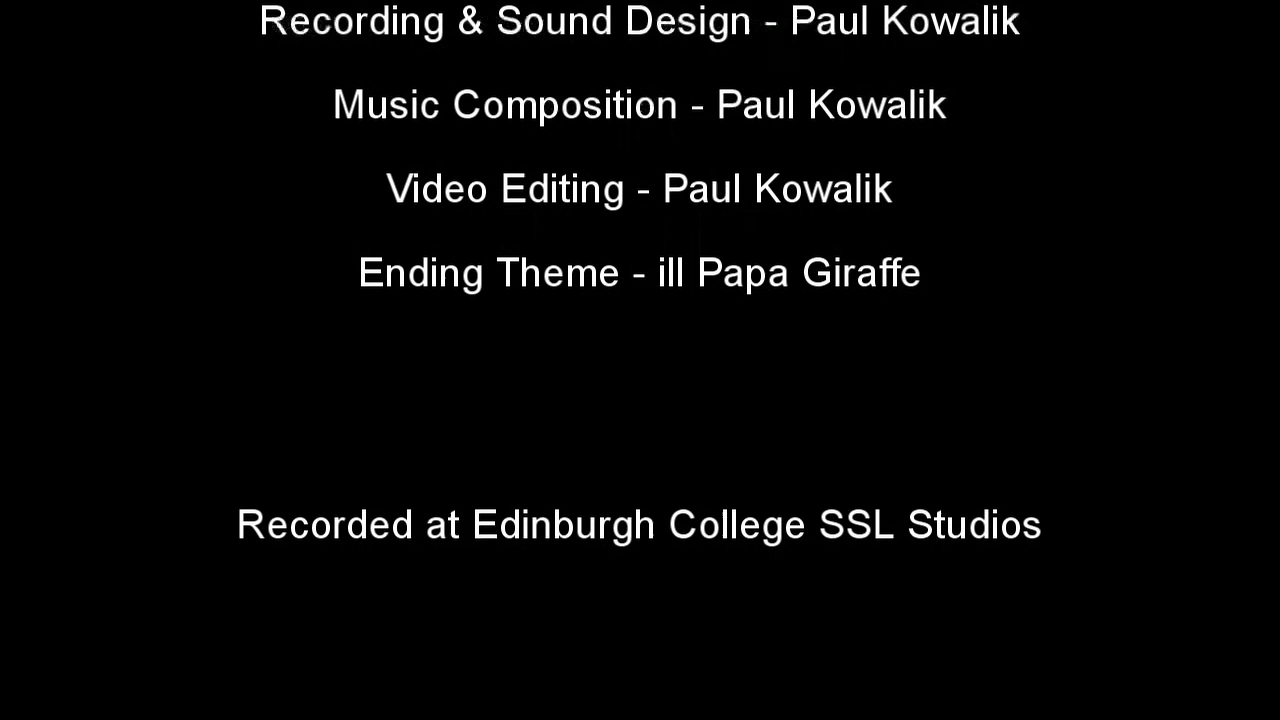 Recording & Sound Design - Paul Kowalik
Music Composition - Paul Kowalik
Video Editing - Paul Kowalik
Ending Theme - ill Papa Giraffe
Recorded at Edinburgh College SSL Studios